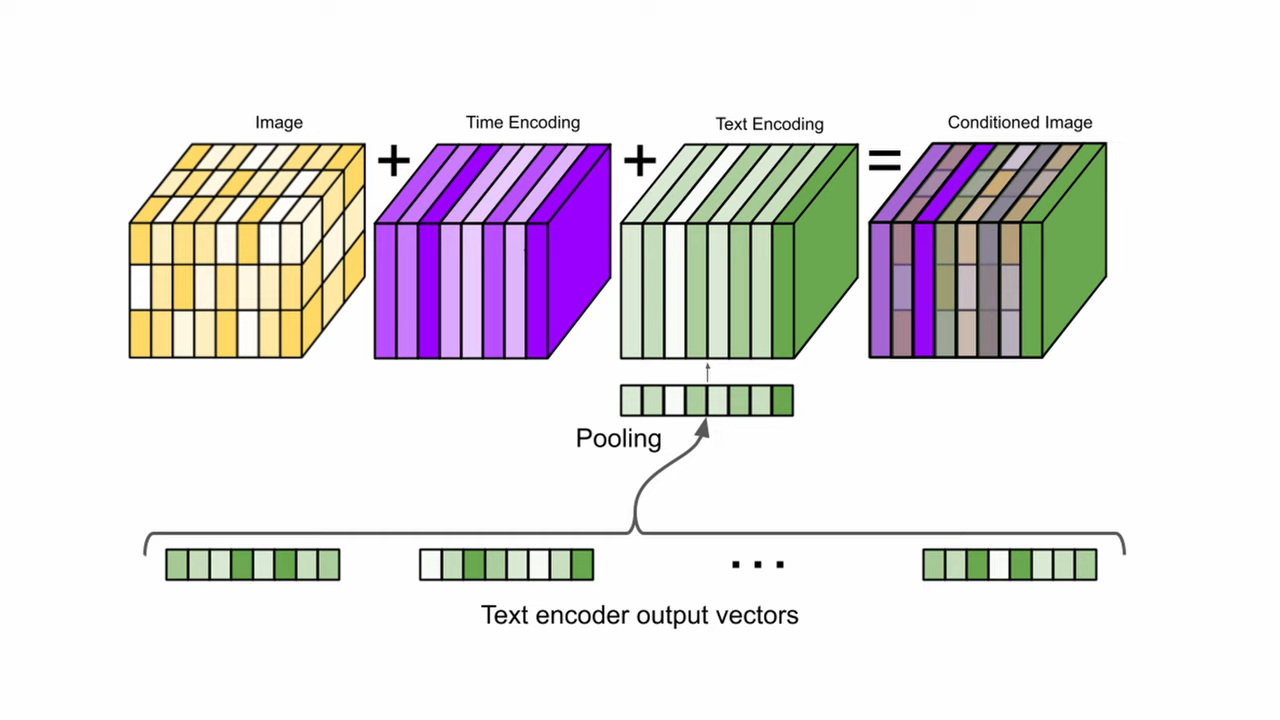 Image
Time Encoding
Text Encoding
Conditioned Image
+
+
=
Pooling
...
Text encoder output vectors